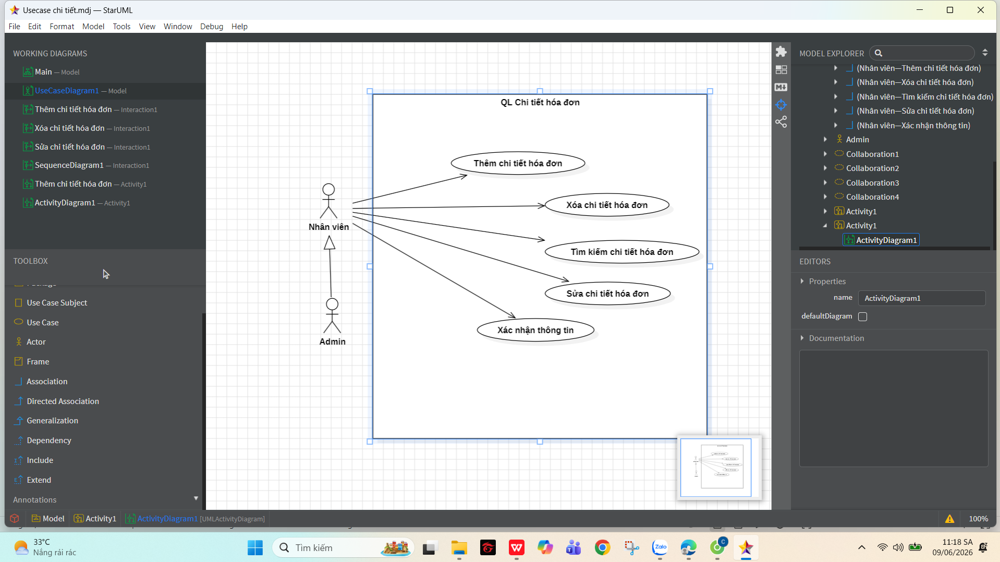 Usecase chi tiết.mdj — StarUML
File Edit Format Model Tools View Window Debug Help
WORKING DIAGRAMS
Main — Model
UseCaseDiagram1 — Model
Thêm chi tiết hóa đơn — Interaction1
Xóa chi tiết hóa đơn — Interaction1
Sửa chi tiết hóa đơn — Interaction1
SequenceDiagram1 — Interaction1
Thêm chi tiết hóa đơn — Activity1
ActivityDiagram1 — Activity1
TOOLBOX
Package
Use Case Subject
Use Case
Actor
Frame
Association
Directed Association
Generalization
Dependency
Include
Extend
Annotations
QL Chi tiết hóa đơn
Thêm chi tiết hóa đơn
Xóa chi tiết hóa đơn
Nhân viên
Tìm kiếm chi tiết hóa đơn
Sửa chi tiết hóa đơn
Xác nhận thông tin
Admin
MODEL EXPLORER
(Nhân viên—Thêm chi tiết hóa đơn)
(Nhân viên—Xóa chi tiết hóa đơn)
(Nhân viên—Tìm kiếm chi tiết hóa đơn)
(Nhân viên—Sửa chi tiết hóa đơn)
(Nhân viên—Xác nhận thông tin)
Admin
Collaboration1
Collaboration2
Collaboration3
Collaboration4
Activity1
Activity1
ActivityDiagram1
EDITORS
Properties
name ActivityDiagram1
defaultDiagram
Documentation
Model Activity1 ActivityDiagram1 [UMLActivityDiagram]
100%
33°C
Nắng rải rác
Tìm kiếm
Zalo
11:18 SA
09/06/2026